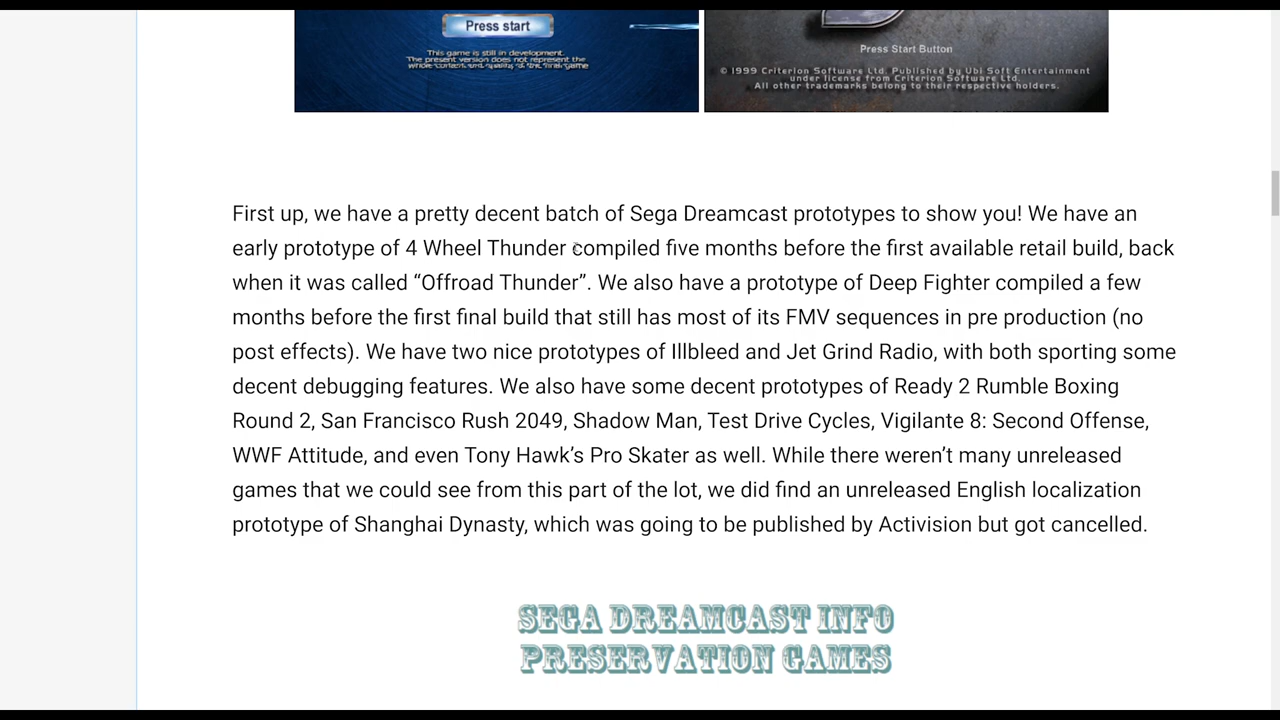 Press start
This game is still in development.
The present version does not represent the
whole content and quality of the final game
Press Start Button
© 1999 Criterion Software Ltd. Published by Ubi Soft Entertainment
under license from Criterion Software Ltd.
All other trademarks belong to their respective holders.
First up, we have a pretty decent batch of Sega Dreamcast prototypes to show you! We have an
early prototype of 4 Wheel Thunder compiled five months before the first available retail build, back
when it was called “Offroad Thunder”. We also have a prototype of Deep Fighter compiled a few
months before the first final build that still has most of its FMV sequences in pre production (no
post effects). We have two nice prototypes of Illbleed and Jet Grind Radio, with both sporting some
decent debugging features. We also have some decent prototypes of Ready 2 Rumble Boxing
Round 2, San Francisco Rush 2049, Shadow Man, Test Drive Cycles, Vigilante 8: Second Offense,
WWF Attitude, and even Tony Hawk’s Pro Skater as well. While there weren’t many unreleased
games that we could see from this part of the lot, we did find an unreleased English localization
prototype of Shanghai Dynasty, which was going to be published by Activision but got cancelled.
SEGA DREAMCAST INFO
PRESERVATION GAMES